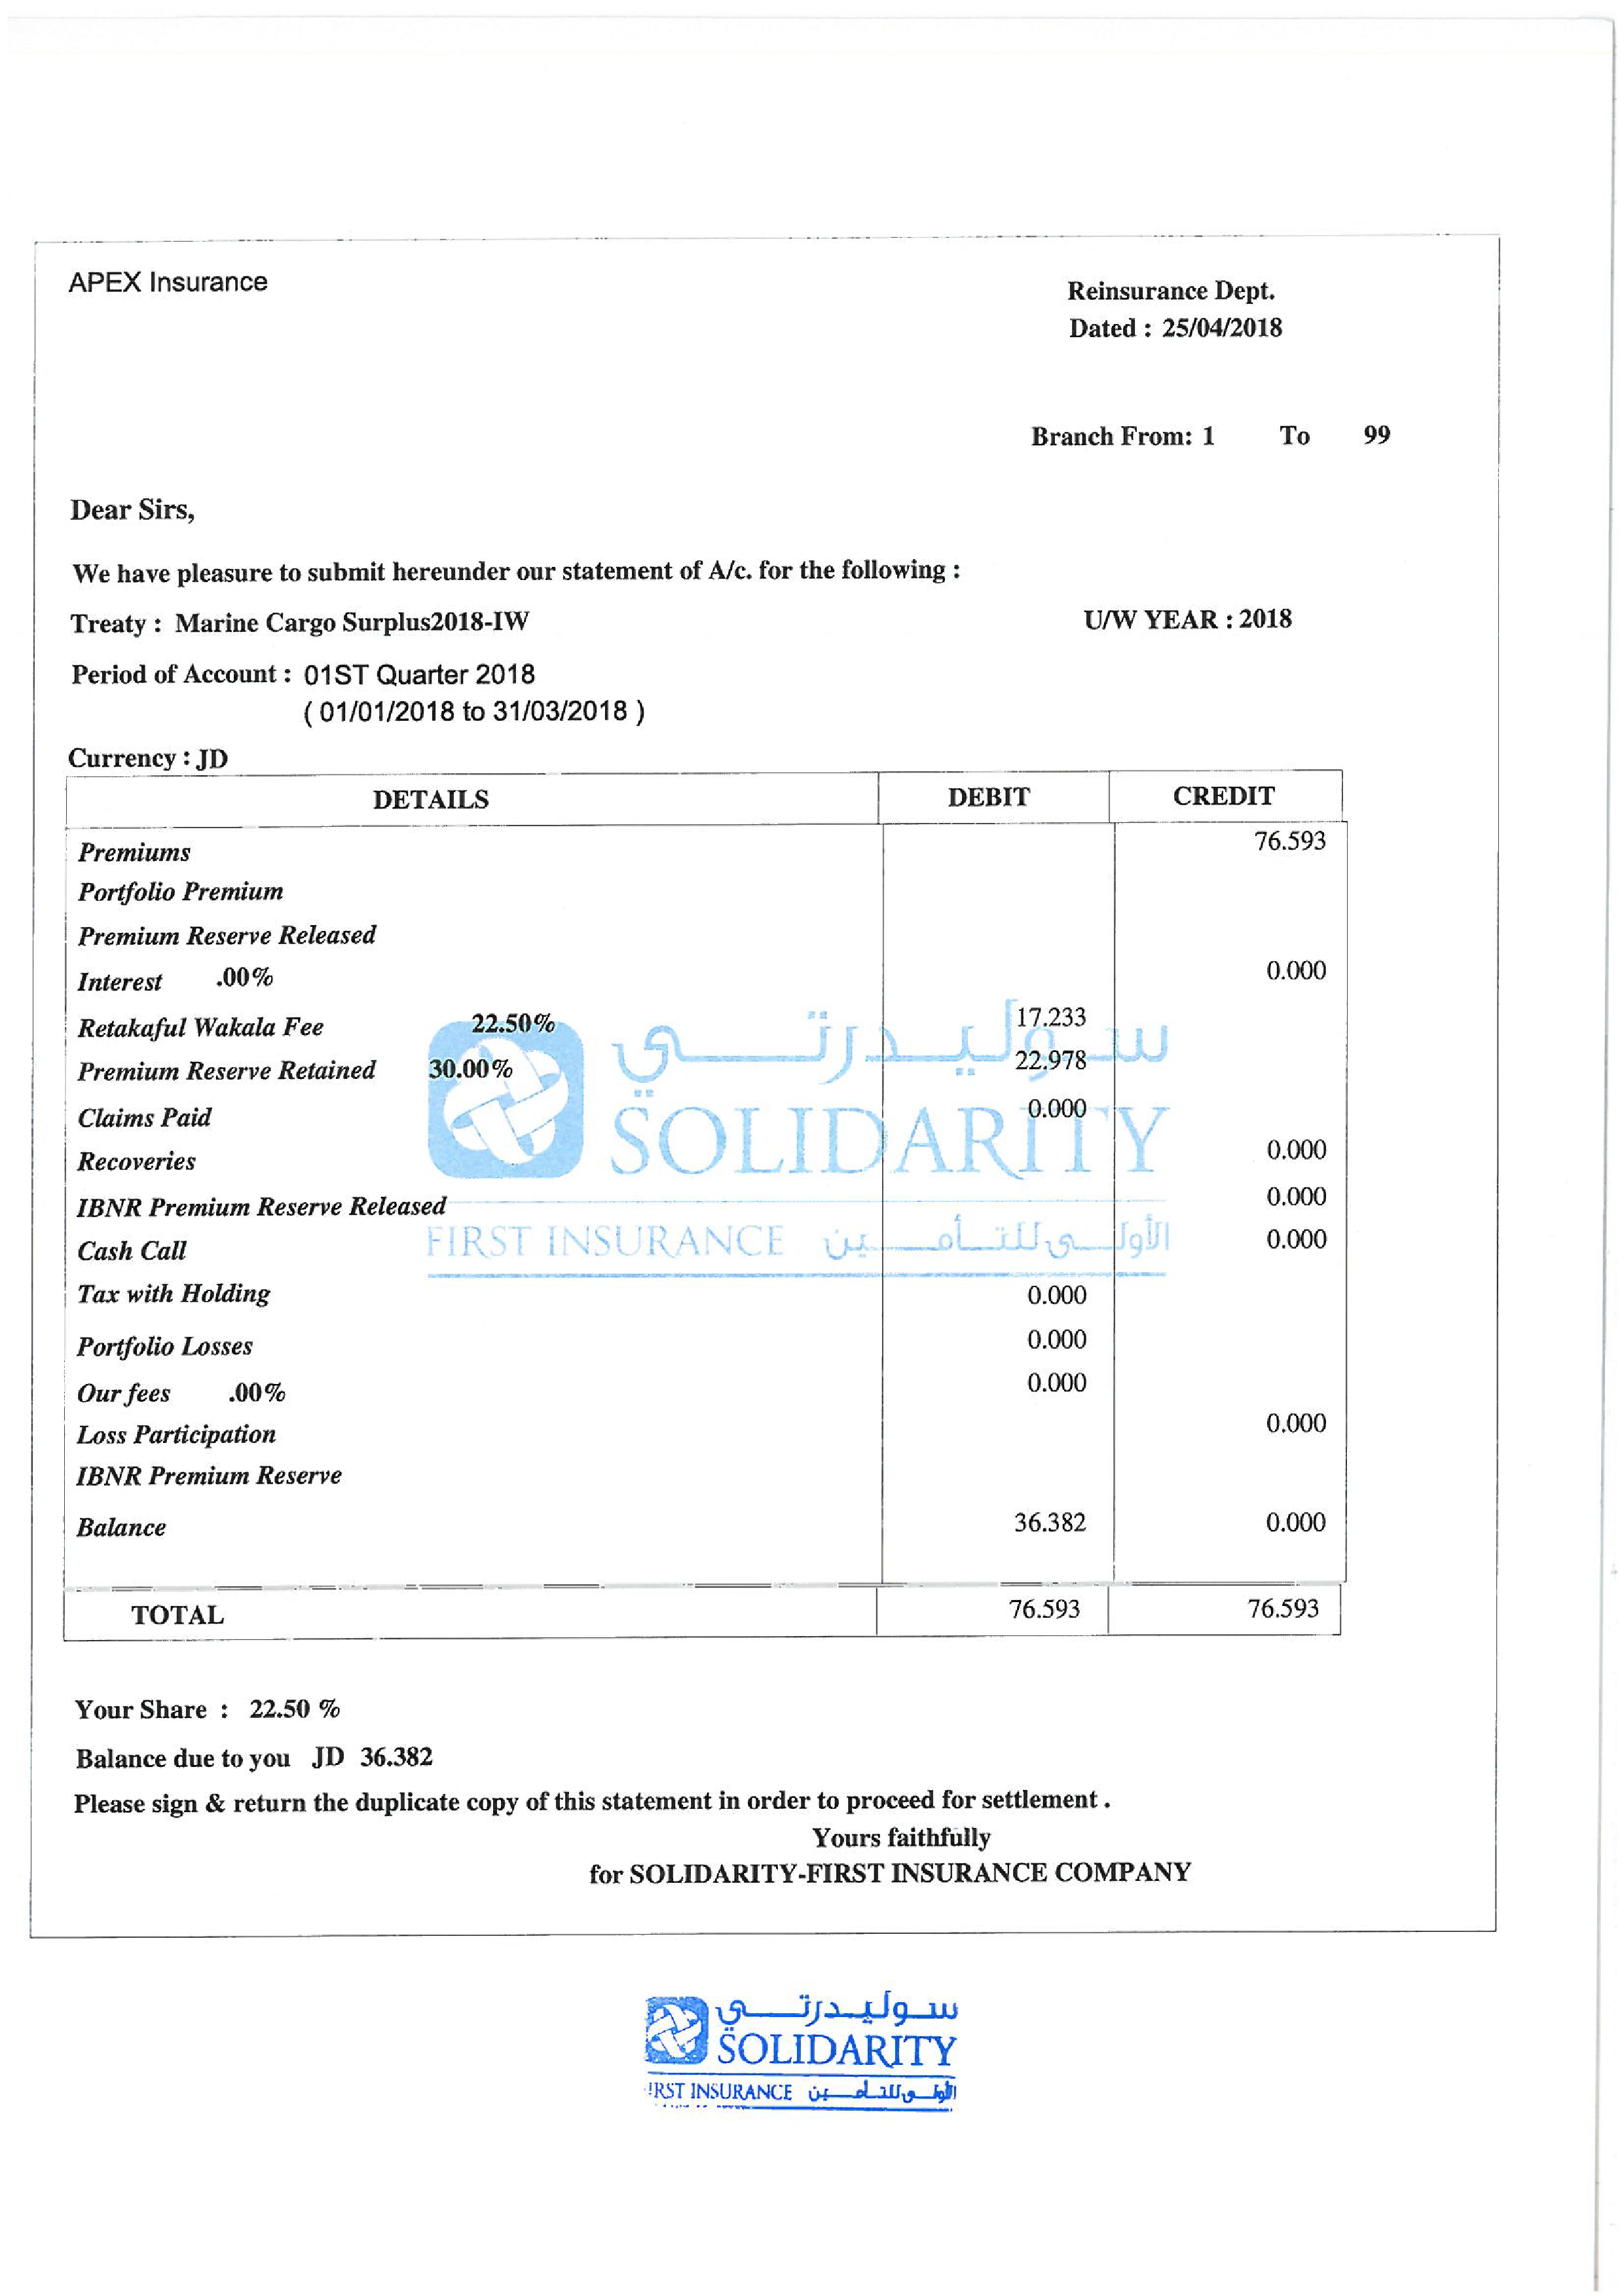 APEX Insurance
Reinsurance Dept.
Dated : 25/04/2018
Branch From: 1 To 99
Dear Sirs,
We have pleasure to submit hereunder our statement of A/c. for the following :
Treaty : Marine Cargo Surplus2018-IW U/W YEAR : 2018
Period of Account : 01ST Quarter 2018
( 01/01/2018 to 31/03/2018 )
Currency : JD
DETAILS DEBIT CREDIT
Premiums 76.593
Portfolio Premium
Premium Reserve Released
Interest .00% 0.000
Retakaful Wakala Fee 22.50% 17.233
Premium Reserve Retained 30.00% 22.978
Claims Paid 0.000
Recoveries 0.000
IBNR Premium Reserve Released 0.000
Cash Call 0.000
Tax with Holding 0.000
Portfolio Losses 0.000
Our fees .00% 0.000
Loss Participation 0.000
IBNR Premium Reserve
Balance 36.382 0.000
TOTAL 76.593 76.593
سوليدرتي
SOLIDARITY
FIRST INSURANCE الأولى للتأمين
Your Share : 22.50 %
Balance due to you JD 36.382
Please sign & return the duplicate copy of this statement in order to proceed for settlement .
Yours faithfully
for SOLIDARITY-FIRST INSURANCE COMPANY
سوليدرتي
SOLIDARITY
IRST INSURANCE الأولى للتأمين